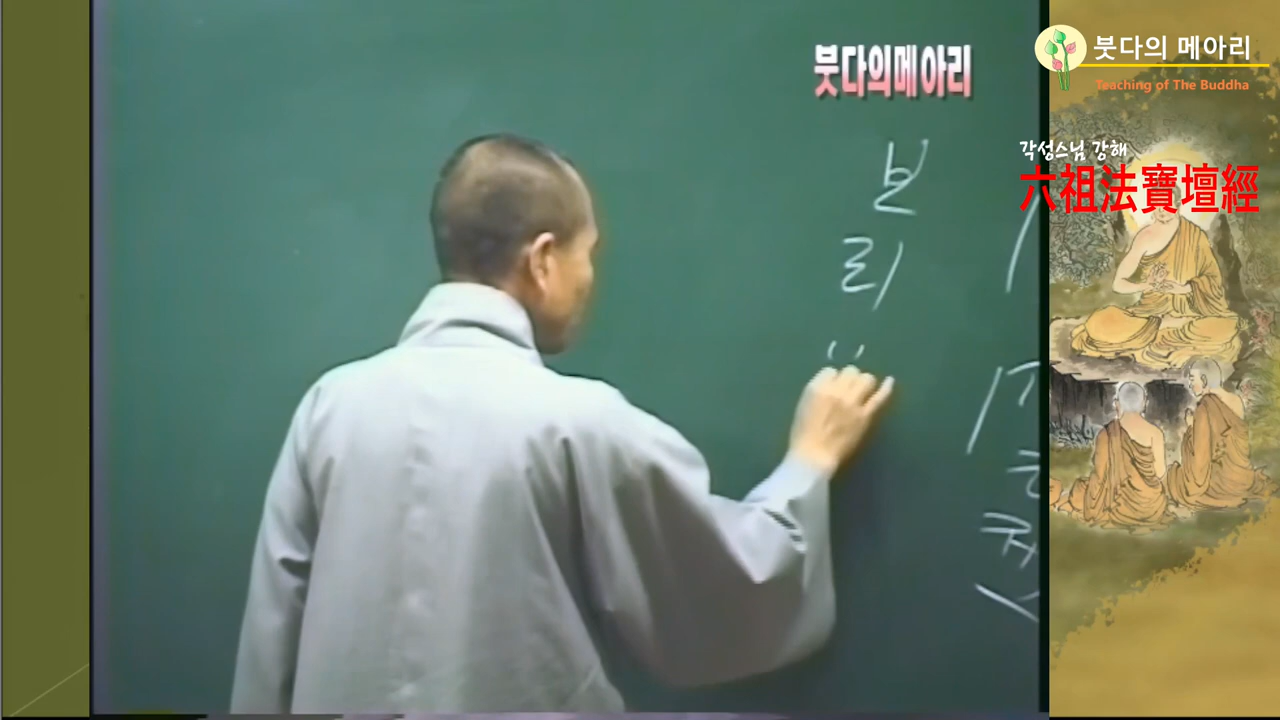 붓다의 메아리
Teaching of The Buddha
각성스님 강해
六祖法寶壇經
붓다의메아리
보
리